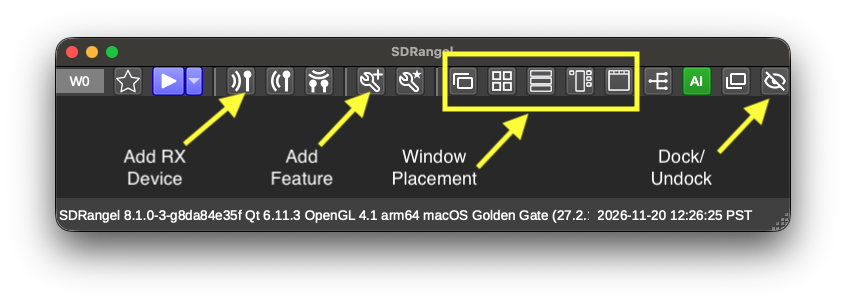 SDRangel
W0
AI
Add RX
Device
Add
Feature
Window
Placement
Dock/
Undock
SDRangel 8.1.0-3-g8da84e35f Qt 6.11.3 OpenGL 4.1 arm64 macOS Golden Gate (27.2. 2026-11-20 12:26:25 PST